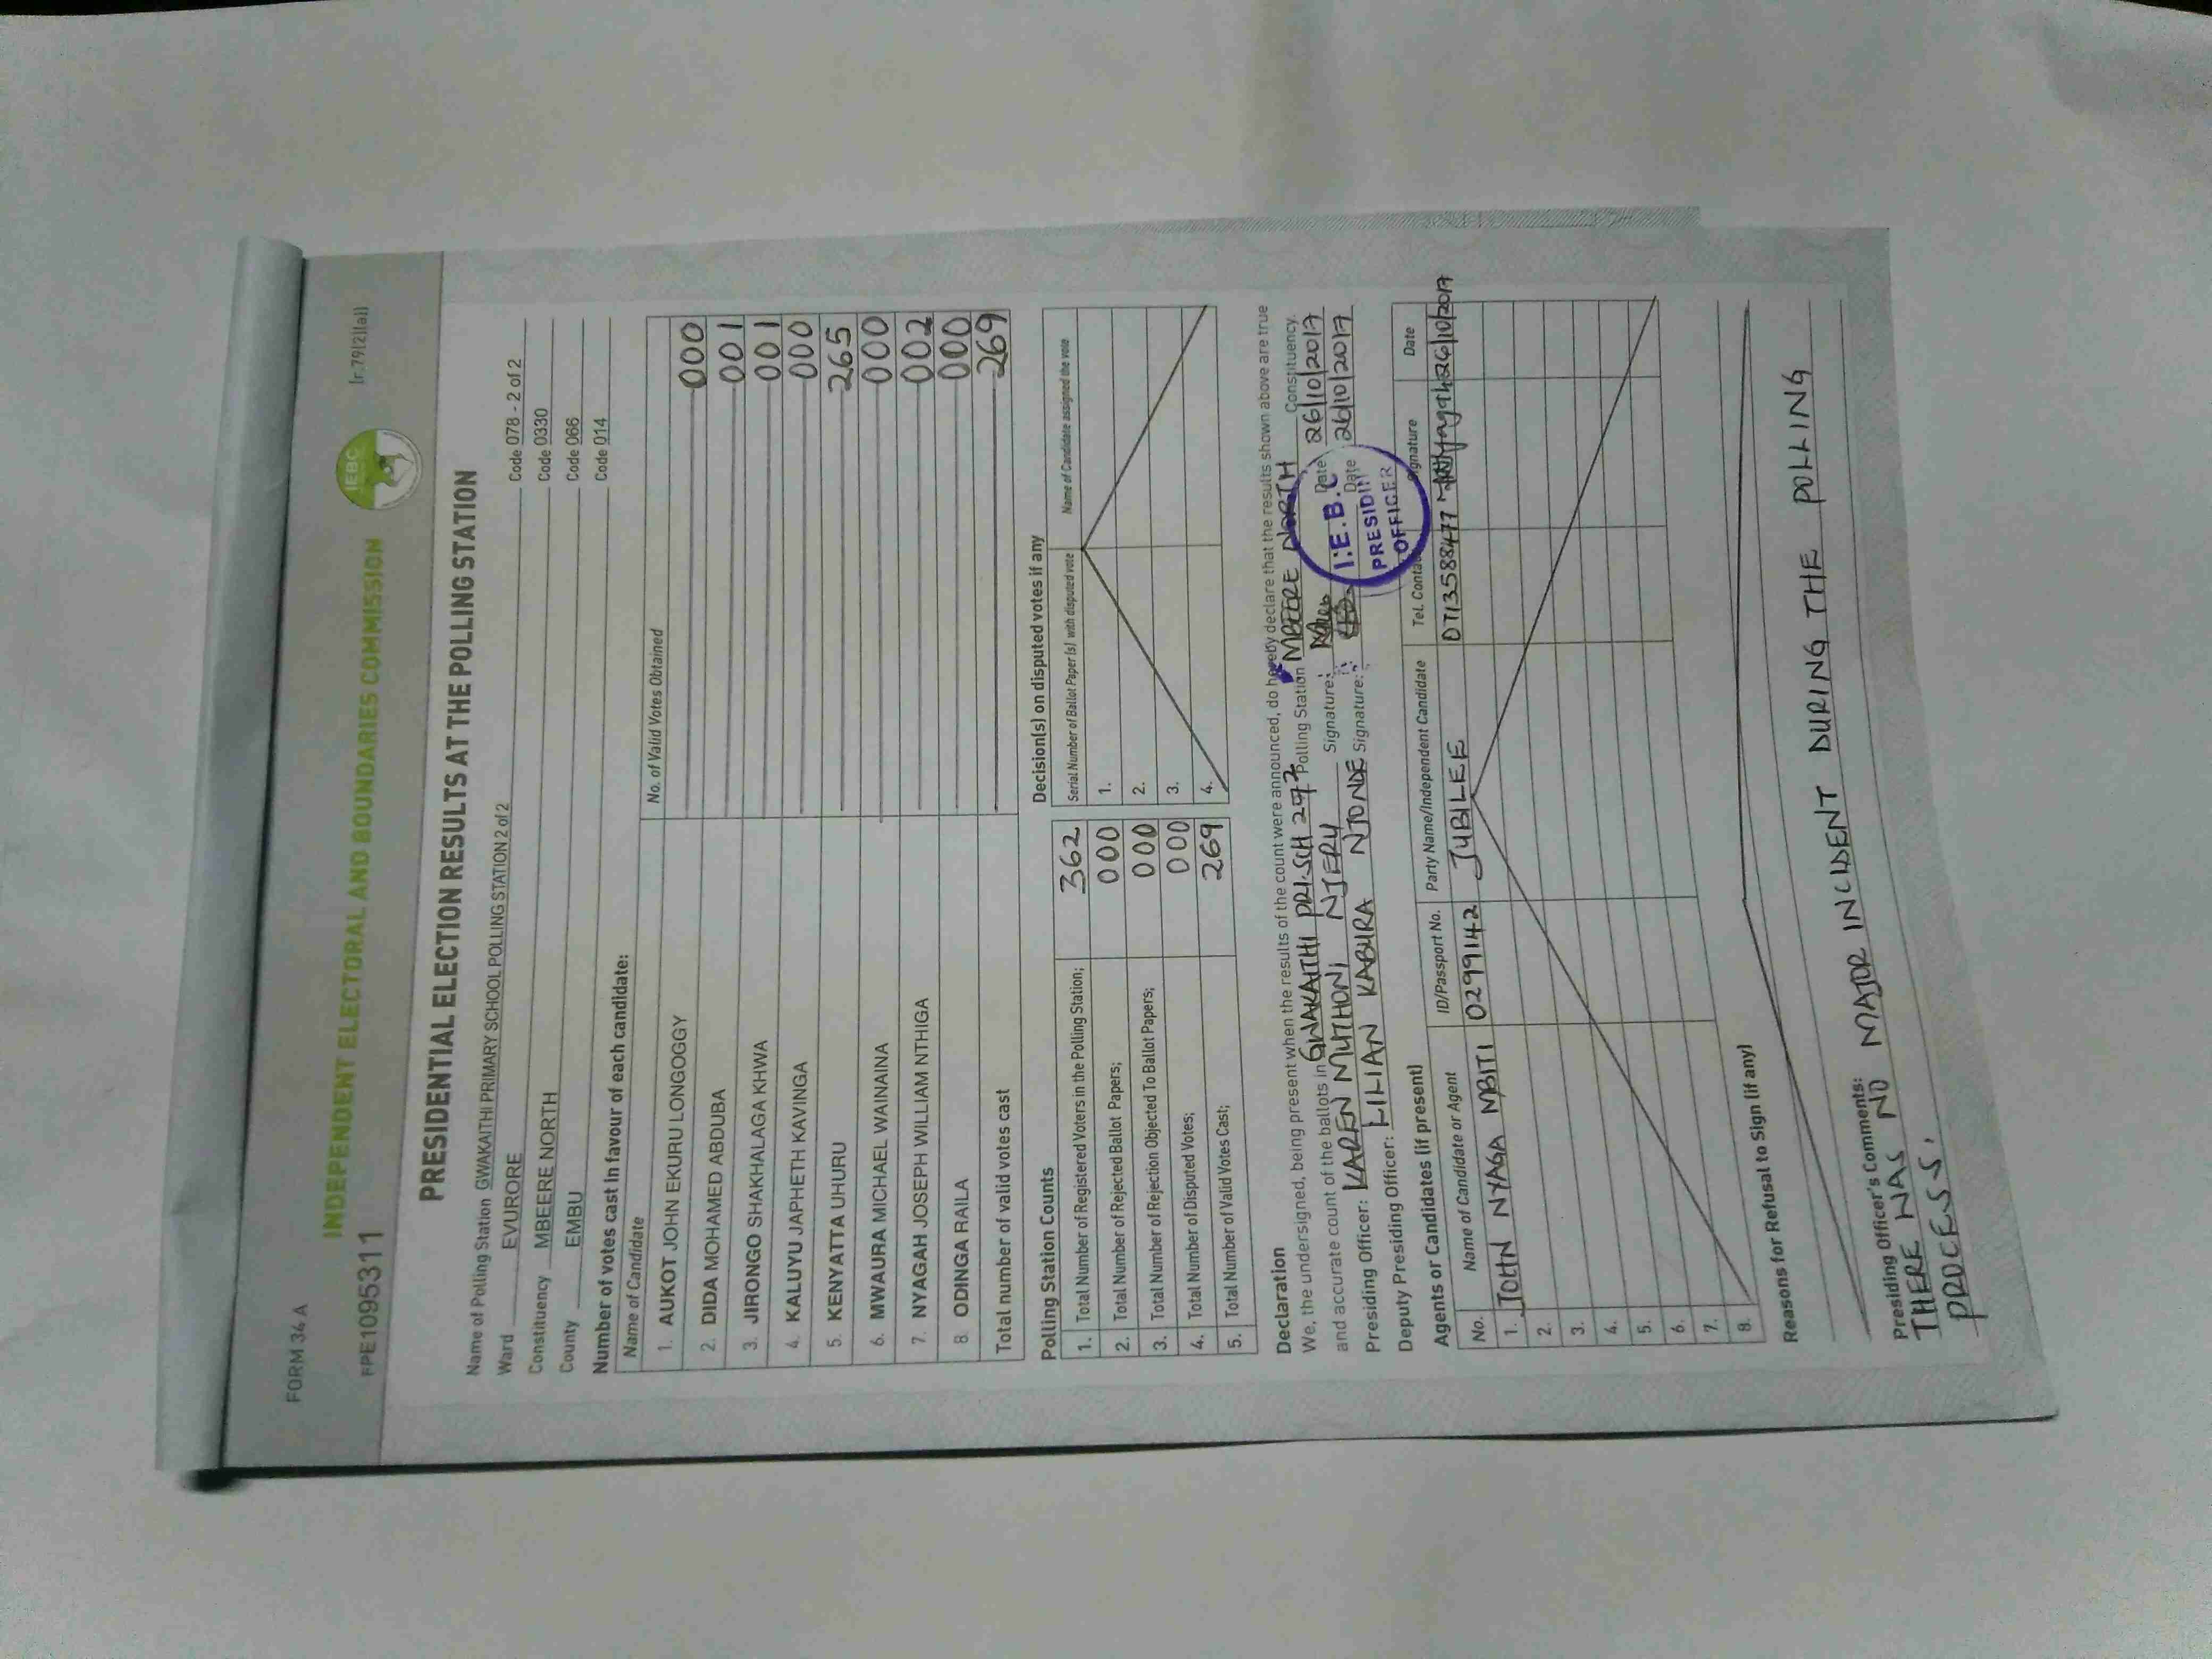 FORM 34 A
INDEPENDENT ELECTORAL AND BOUNDARIES COMMISSION
IEBC
(r.79(2)(a))
PPE1095311
PRESIDENTIAL ELECTION RESULTS AT THE POLLING STATION
Name of Polling Station GWAKAITHI PRIMARY SCHOOL POLLING STATION 2 of 2 Code 078 - 2 of 2
Ward EVURORE Code 0330
Constituency MBEERE NORTH Code 066
County EMBU Code 014
Number of votes cast in favour of each candidate:
Name of Candidate No. of Valid Votes Obtained
1. AUKOT JOHN EKURU LONGOGGY 000
2. DIDA MOHAMED ABDUBA 001
3. JIRONGO SHAKHALAGA KHWA 001
4. KALUYU JAPHETH KAVINGA 000
5. KENYATTA UHURU 265
6. MWAURA MICHAEL WAINAINA 000
7. NYAGAH JOSEPH WILLIAM NTHIGA 002
8. ODINGA RAILA 000
Total number of valid votes cast 269
Polling Station Counts
1. Total Number of Registered Voters in the Polling Station; 362
2. Total Number of Rejected Ballot Papers; 000
3. Total Number of Rejection Objected To Ballot Papers; 000
4. Total Number of Disputed Votes; 000
5. Total Number of Valid Votes Cast; 269
Decision(s) on disputed votes if any
Serial Number of Ballot Paper (s) with disputed vote Name of Candidate assigned the vote
1.
2.
3.
4.
Declaration
We, the undersigned, being present when the results of the count were announced, do hereby declare that the results shown above are true
and accurate count of the ballots in GWAKAITHI PRI.SCH 2 Polling Station MBEERE NORTH Constituency.
Presiding Officer: KAREN MUTHONI NJERU Signature: Date 26/10/2017
Deputy Presiding Officer: LILIAN KABURA NJONDE Signature: Date 26/10/2017
I.E.B.C
PRESIDING
OFFICER
Agents or Candidates (if present)
No. Name of Candidate or Agent ID/Passport No. Party Name/Independent Candidate Tel. Contact Signature Date
1. JOHN NYAGA MBITI 0299142 JUBILEE 0713588477 26/10/2017
2.
3.
4.
5.
6.
7.
8.
Reasons for Refusal to Sign (if any)
Presiding Officer's Comments:
THERE WAS NO MAJOR INCIDENT DURING THE POLLING
PROCESS.